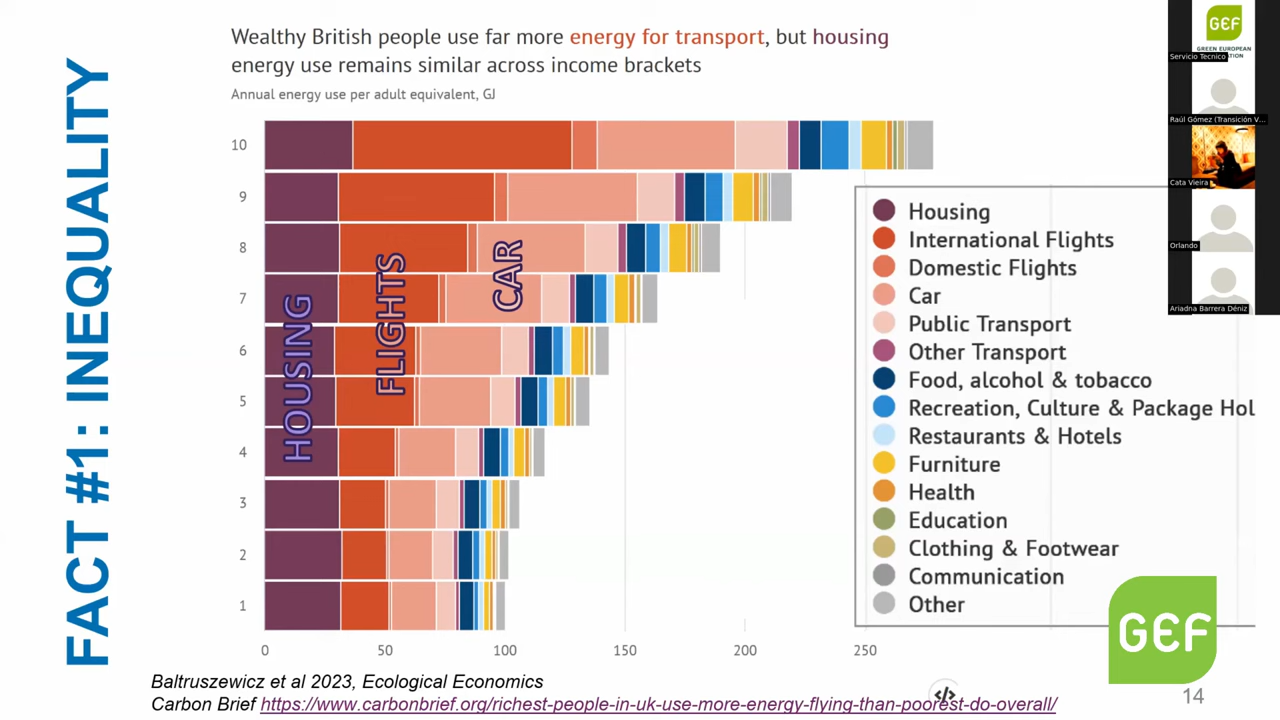 FACT #1: INEQUALITY
Wealthy British people use far more energy for transport, but housing
energy use remains similar across income brackets
Annual energy use per adult equivalent, GJ
10
9
8
7
6
5
4
3
2
1
HOUSING
FLIGHTS
CAR
0
50
100
150
200
250
Housing
International Flights
Domestic Flights
Car
Public Transport
Other Transport
Food, alcohol & tobacco
Recreation, Culture & Package Hol
Restaurants & Hotels
Furniture
Health
Education
Clothing & Footwear
Communication
Other
GEF
GREEN EUROPEAN
Servicio Tecnico
Raúl Gómez (Transición V...
Cata Vieira
Orlando
Ariadna Barrera Déniz
GEF
Baltruszewicz et al 2023, Ecological Economics
Carbon Brief https://www.carbonbrief.org/richest-people-in-uk-use-more-energy-flying-than-poorest-do-overall/
</>
14